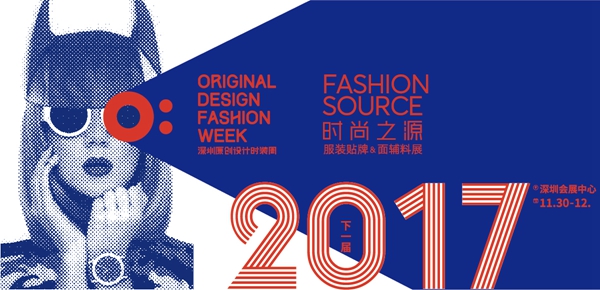 ORIGINAL
DESIGN
FASHION
WEEK
深圳原创设计时装周
FASHION
SOURCE
时尚之源
服装贴牌&面辅料展
2017
下一届
深圳会展中心
11.30-12.